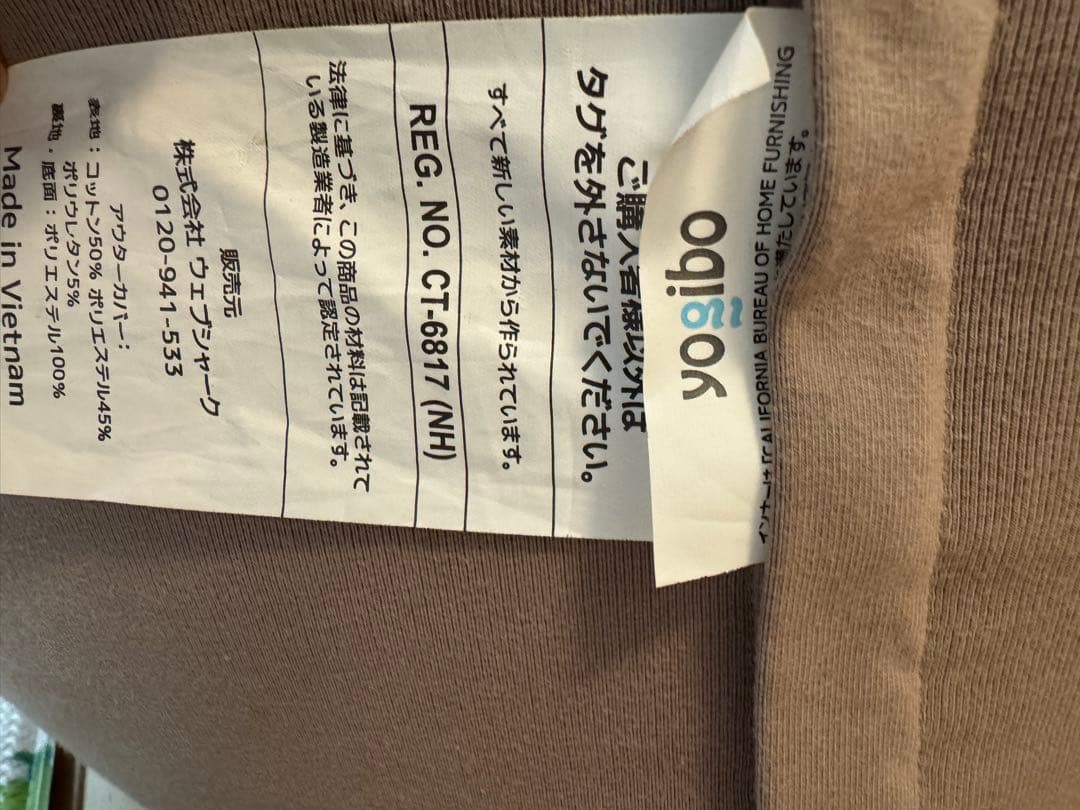 yogibo
CALIFORNIA BUREAU OF HOME FURNISHING
満たしています。
ご購入者様以外は
タグを外さないでください。
すべて新しい素材から作られています。
REG. NO. CT-6817 (NH)
法律に基づき、この商品の材料は記載されて
いる製造業者によって認定されています。
販売元
株式会社 ウェブシャーク
0120-941-533
アウターカバー:
表地:コットン50% ポリエステル45%
ポリウレタン5%
裏地・底面:ポリエステル100%
Made in Vietnam